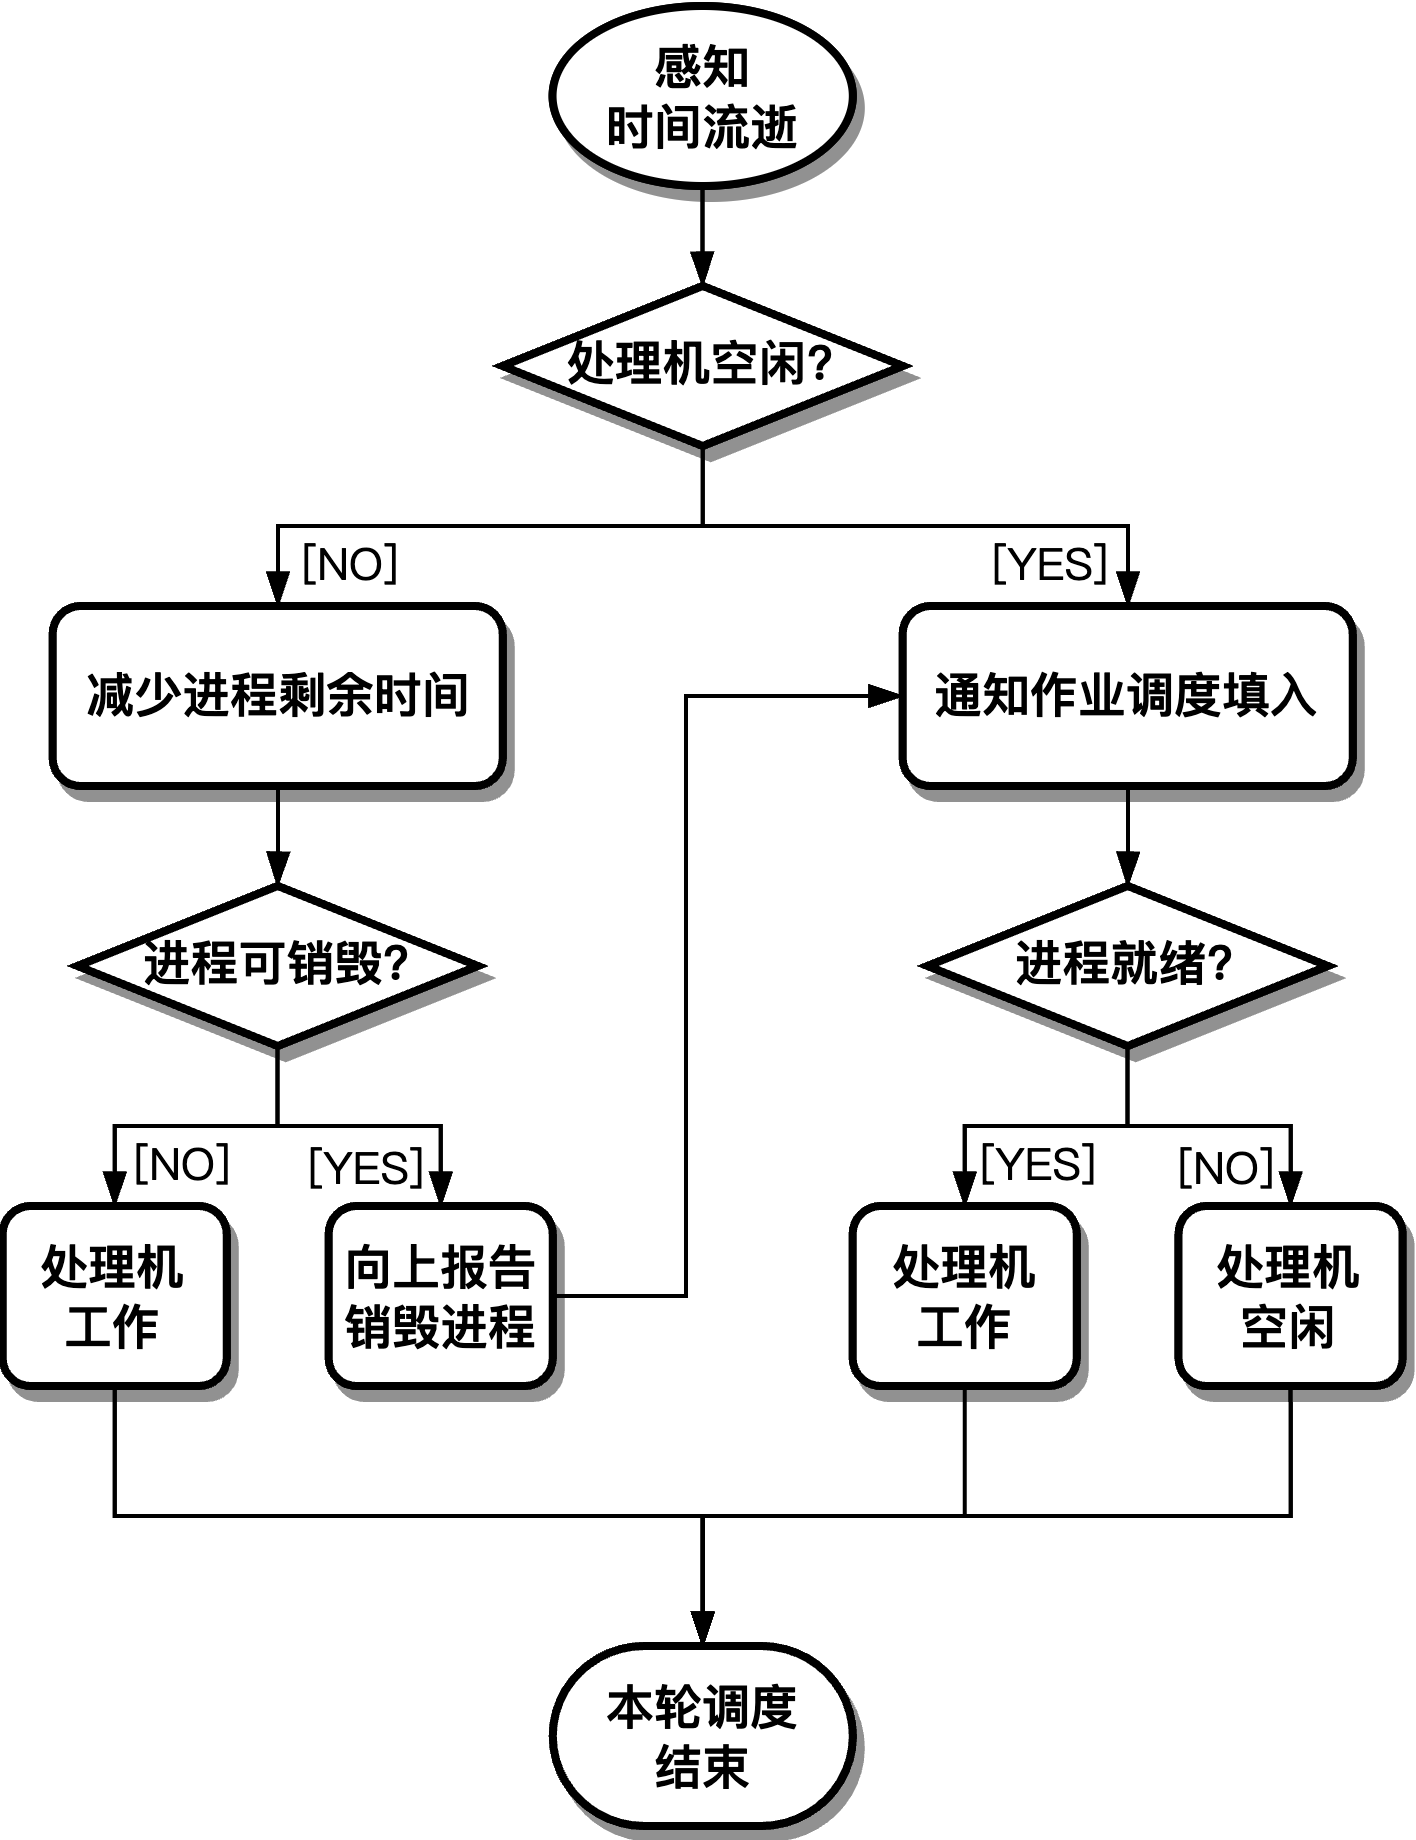 感知
时间流逝
处理机空闲?
[NO]
[YES]
减少进程剩余时间
通知作业调度填入
进程可销毁?
进程就绪?
[NO]
[YES]
[YES]
[NO]
处理机
工作
向上报告
销毁进程
处理机
工作
处理机
空闲
本轮调度
结束